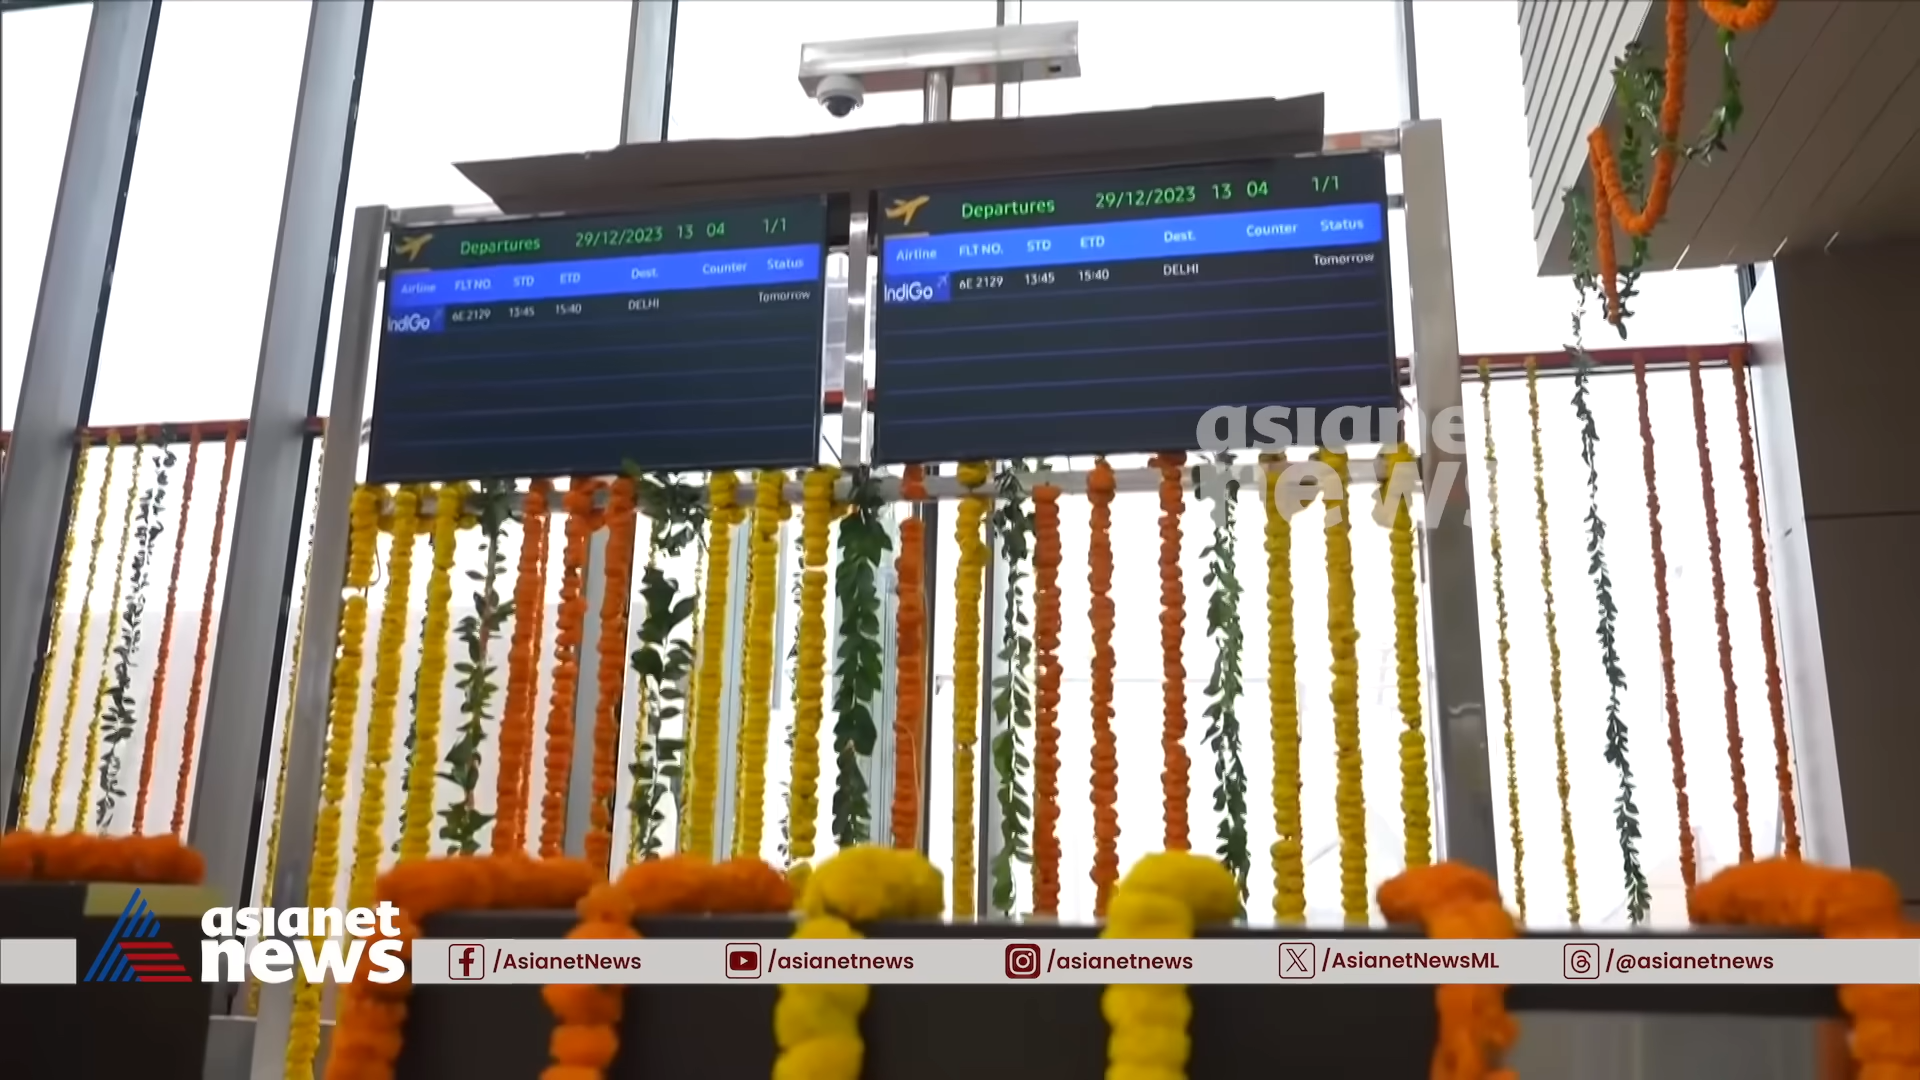 Departures 29/12/2023 13 04 1/1
Airline FLT NO. STD ETD Dest. Counter Status
IndiGo 6E 2129 13:45 15:40 DELHI Tomorrow
Departures 29/12/2023 13 04 1/1
Airline FLT NO. STD ETD Dest. Counter Status
IndiGo 6E 2129 13:45 15:40 DELHI Tomorrow
asianet
news
asianet
news
/AsianetNews /asianetnews /asianetnews /AsianetNewsML /@asianetnews